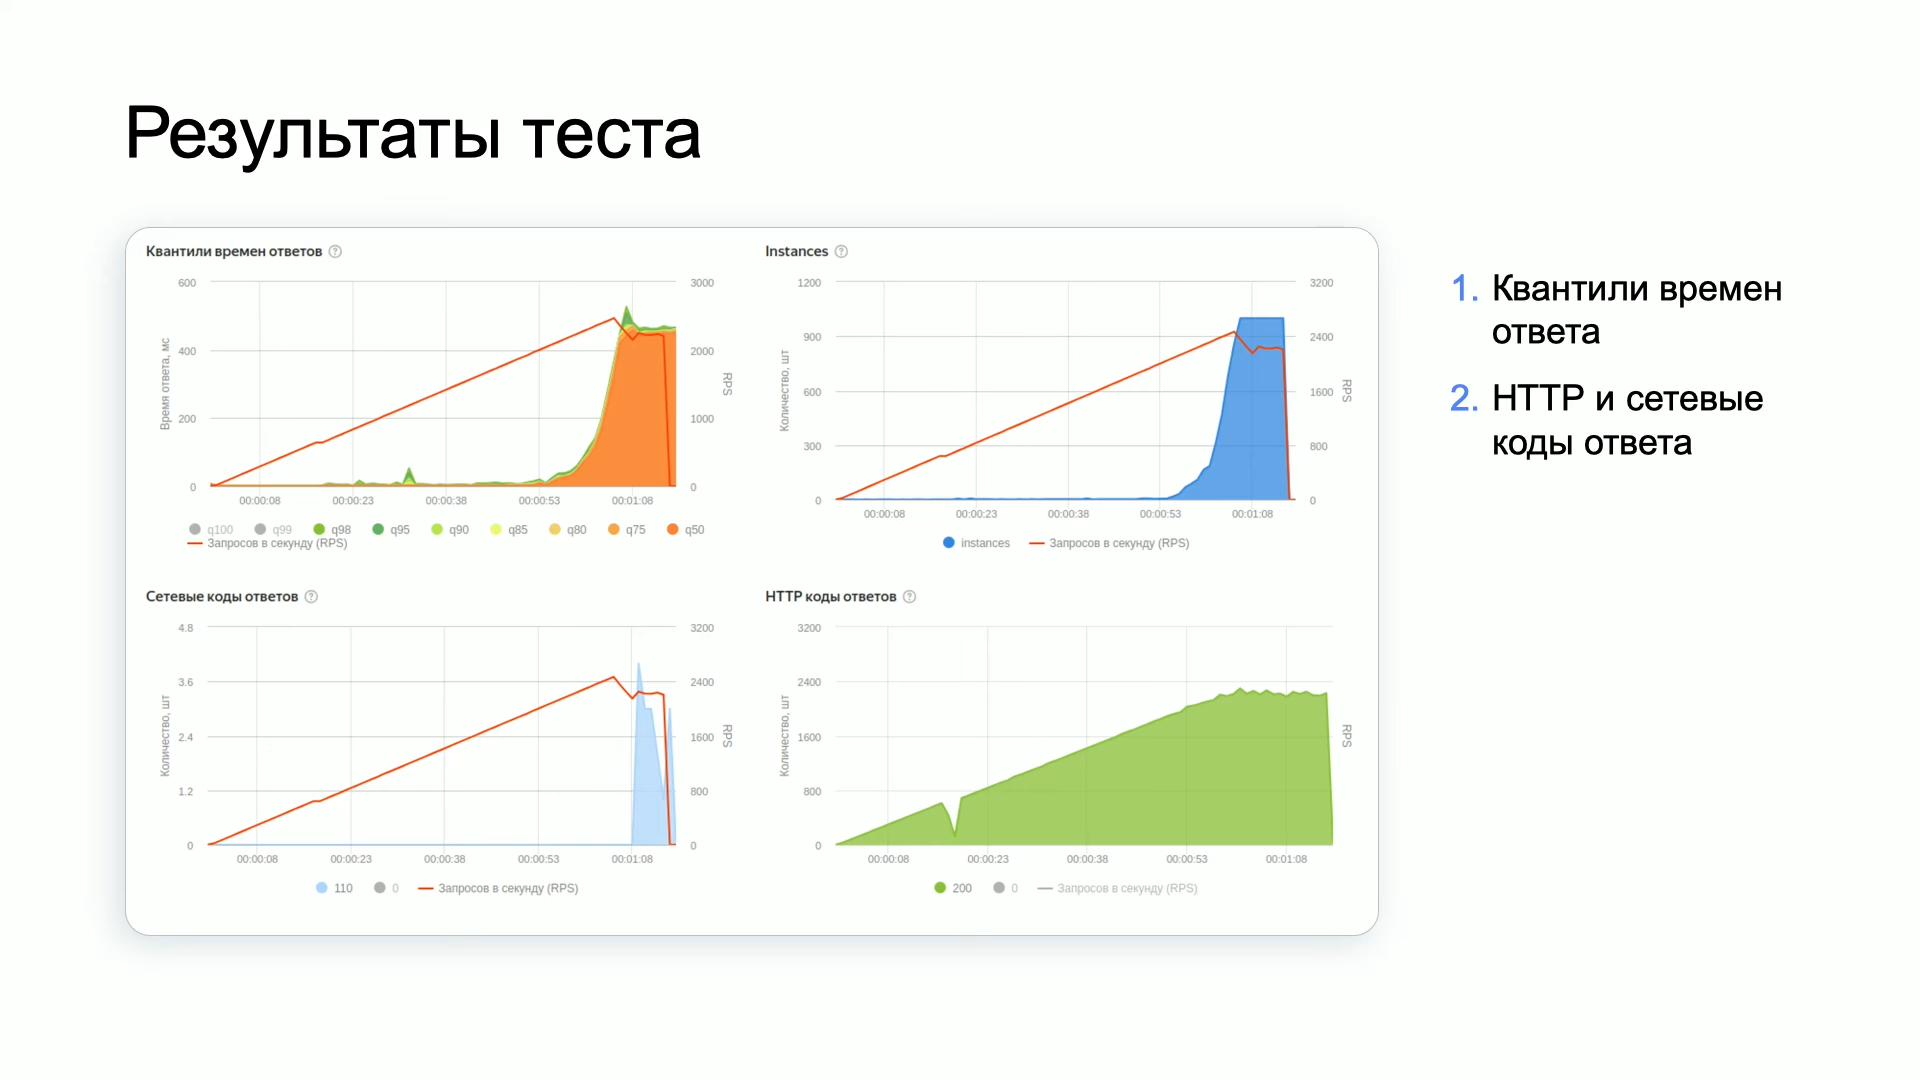 Результаты теста
Квантили времен ответов ?
600
400
200
0
Время ответа, мс
3000
2000
1000
0
RPS
00:00:08 00:00:23 00:00:38 00:00:53 00:01:08
q100 q99 q98 q95 q90 q85 q80 q75 q50
Запросов в секунду (RPS)
Instances ?
1200
900
600
300
0
Количество, шт
3200
2400
1600
800
0
RPS
00:00:08 00:00:23 00:00:38 00:00:53 00:01:08
instances Запросов в секунду (RPS)
Сетевые коды ответов ?
4.8
3.6
2.4
1.2
0
Количество, шт
3200
2400
1600
800
0
RPS
00:00:08 00:00:23 00:00:38 00:00:53 00:01:08
110 0 Запросов в секунду (RPS)
HTTP коды ответов ?
3200
2400
1600
800
0
Количество, шт
RPS
00:00:08 00:00:23 00:00:38 00:00:53 00:01:08
200 0 Запросов в секунду (RPS)
1. Квантили времен
ответа
2. HTTP и сетевые
коды ответа